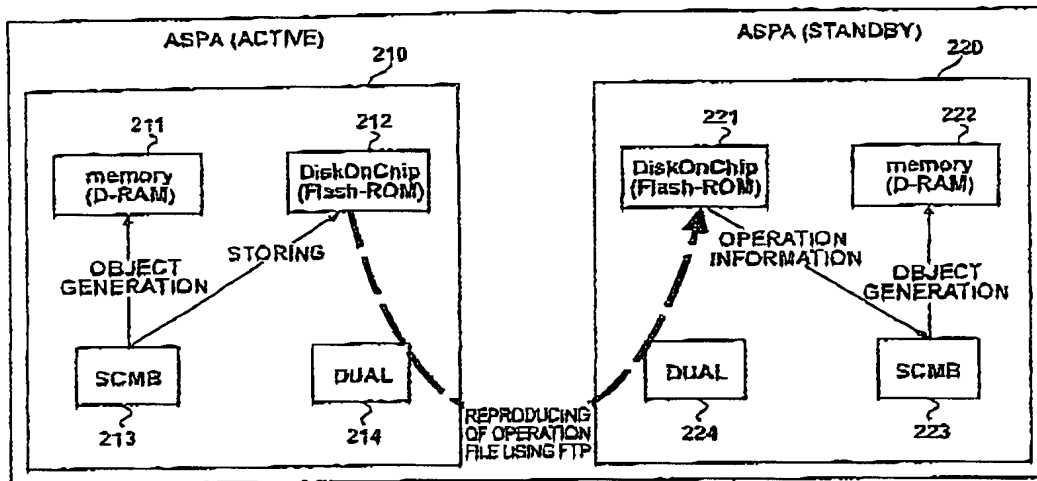 ASPA (ACTIVE)
210
211
memory
(D-RAM)
212
DiskOnChip
(Flash-ROM)
OBJECT
GENERATION
STORING
SCMB
213
DUAL
214
REPRODUCING
OF OPERATION
FILE USING FTP
ASPA (STANDBY)
220
221
DiskOnChip
(Flash-ROM)
222
memory
(D-RAM)
OPERATION
INFORMATION
OBJECT
GENERATION
DUAL
224
SCMB
223